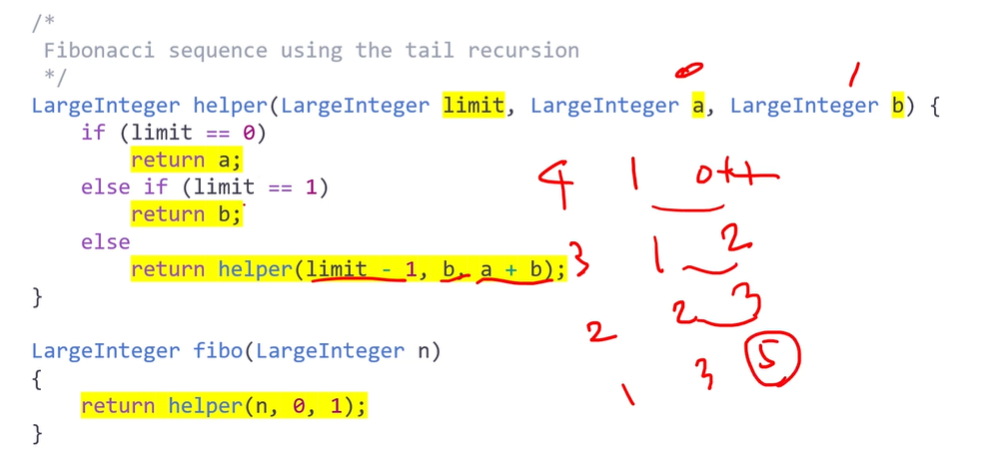 /*
Fibonacci sequence using the tail recursion
*/
0 1
LargeInteger helper(LargeInteger limit, LargeInteger a, LargeInteger b) {
if (limit == 0)
return a;
else if (limit == 1)
return b;
else
return helper(limit - 1, b, a + b);
}
LargeInteger fibo(LargeInteger n)
{
return helper(n, 0, 1);
}
4 1 0+1
3 1 2
2 2 3
1 3 5